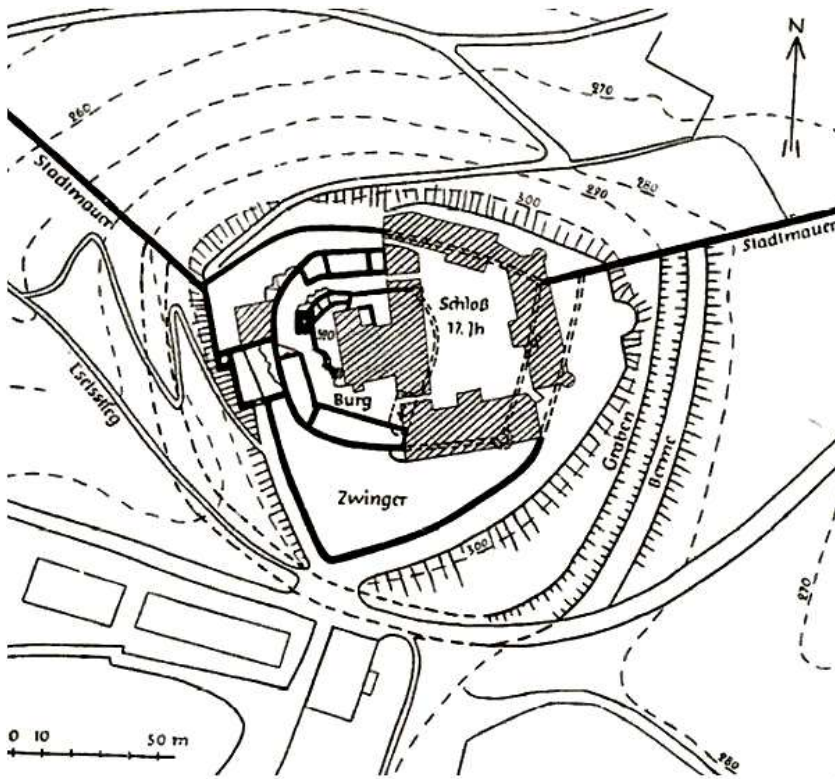 N
260
270
Stadtmauer
280
290
300
Stadtmauer
Schloß
17. Jh
Burg
Eselsstieg
Graben
Berme
Zwinger
300
270
0 10 50 m
280